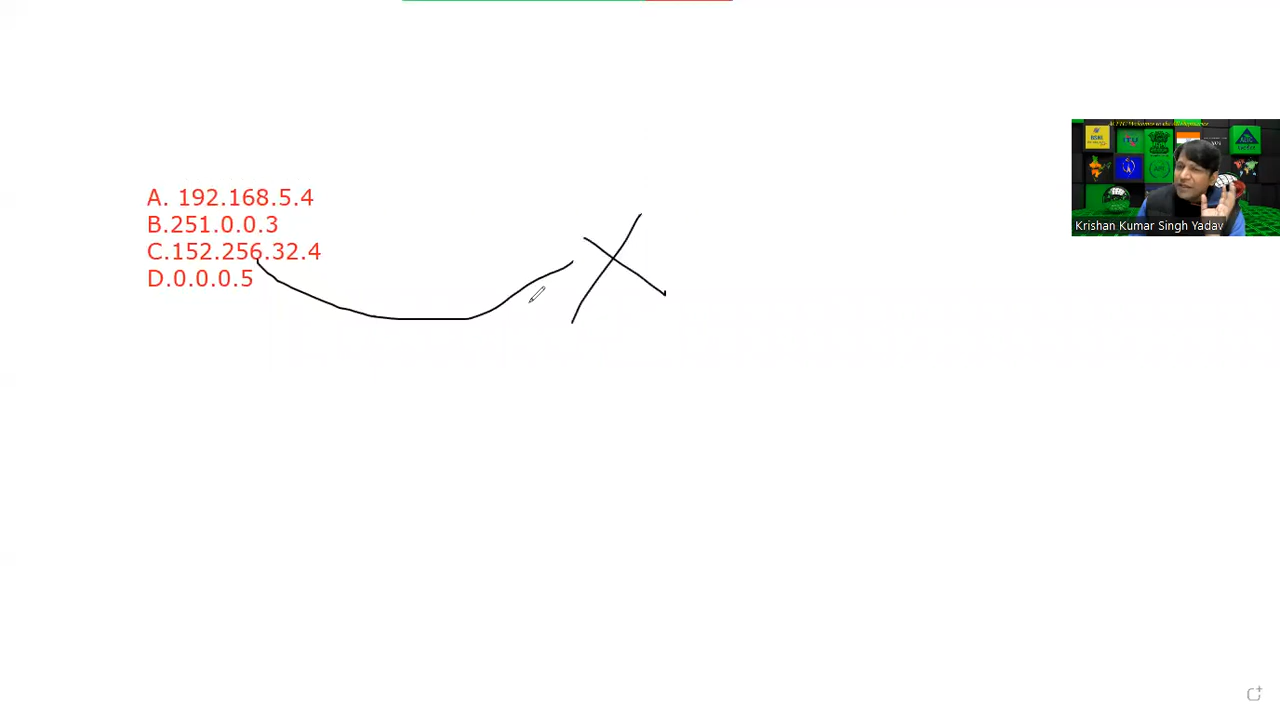 A. 192.168.5.4
B.251.0.0.3
C.152.256.32.4
D.0.0.0.5
Krishan Kumar Singh Yadav